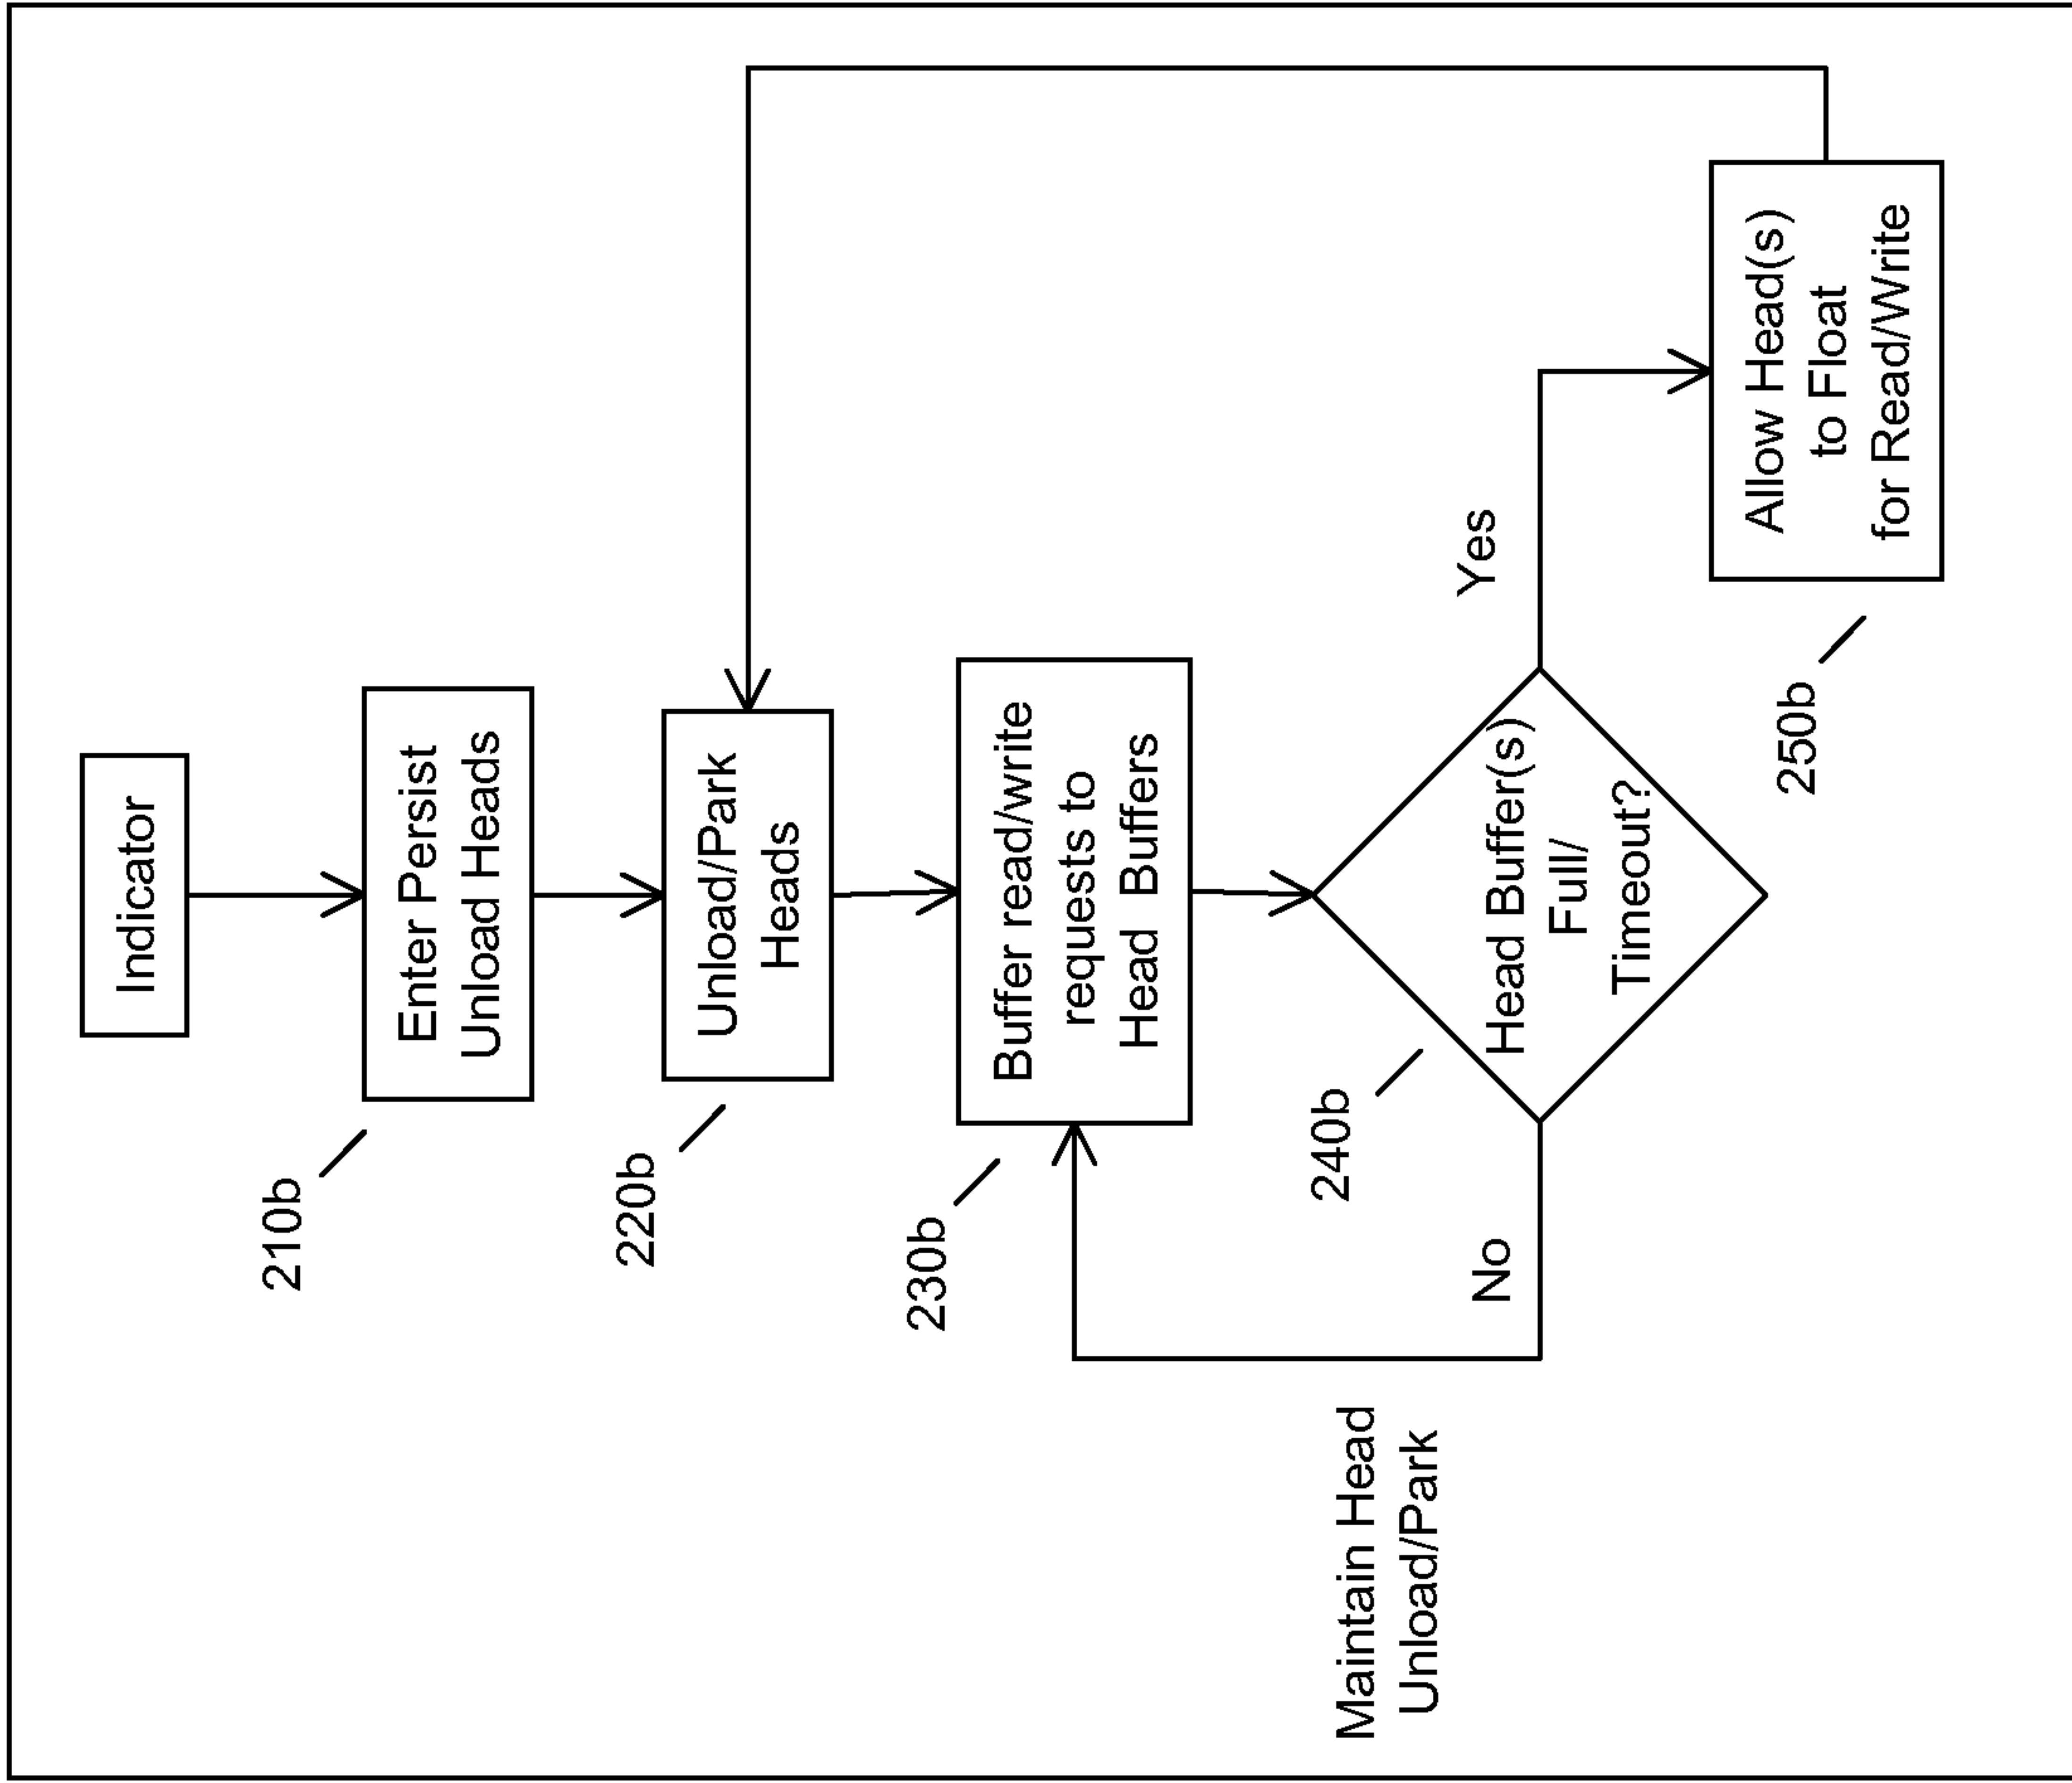 Indicator
210b
Enter Persist
Unload Heads
220b
Unload/Park
Heads
230b
Buffer read/write
requests to
Head Buffers
240b
Head Buffer(s)
Full/
Timeout?
No
Yes
Maintain Head
Unload/Park
250b
Allow Head(s)
to Float
for Read/Write